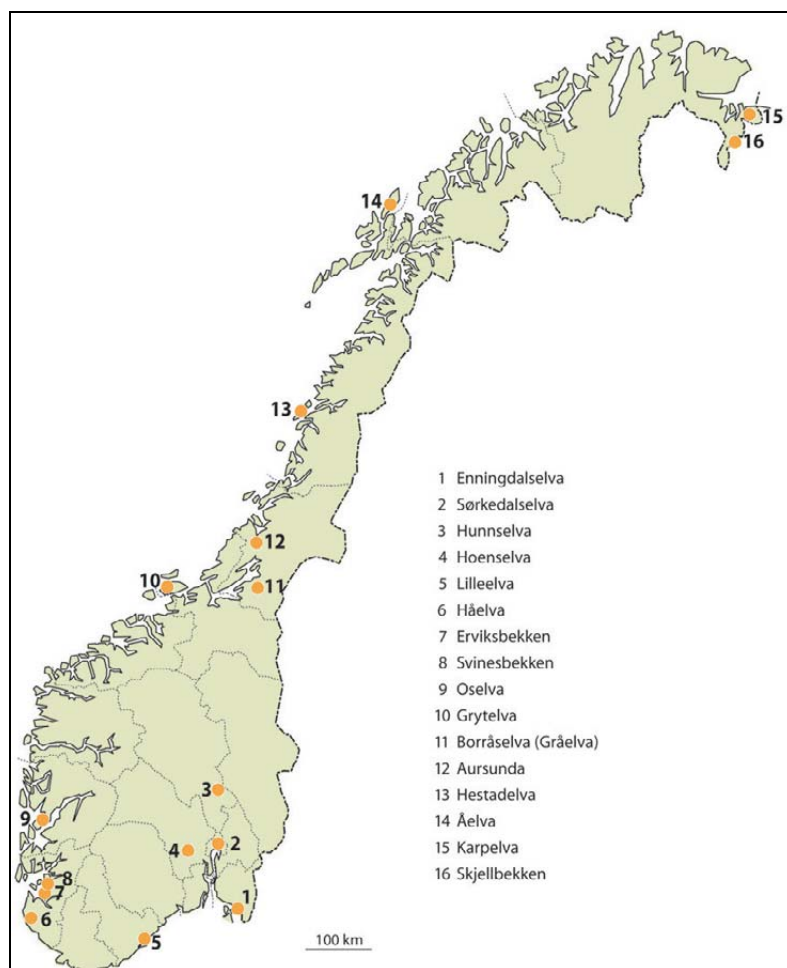 15
16
14
13
12
10
11
3
9
4
2
8
7
6
1
5
100 km
1 Enningdalselva
2 Sørkedalselva
3 Hunnselva
4 Hoenselva
5 Lilleelva
6 Håelva
7 Erviksbekken
8 Svinesbekken
9 Oselva
10 Grytelva
11 Borråselva (Gråelva)
12 Aursunda
13 Hestadelva
14 Åelva
15 Karpelva
16 Skjellbekken